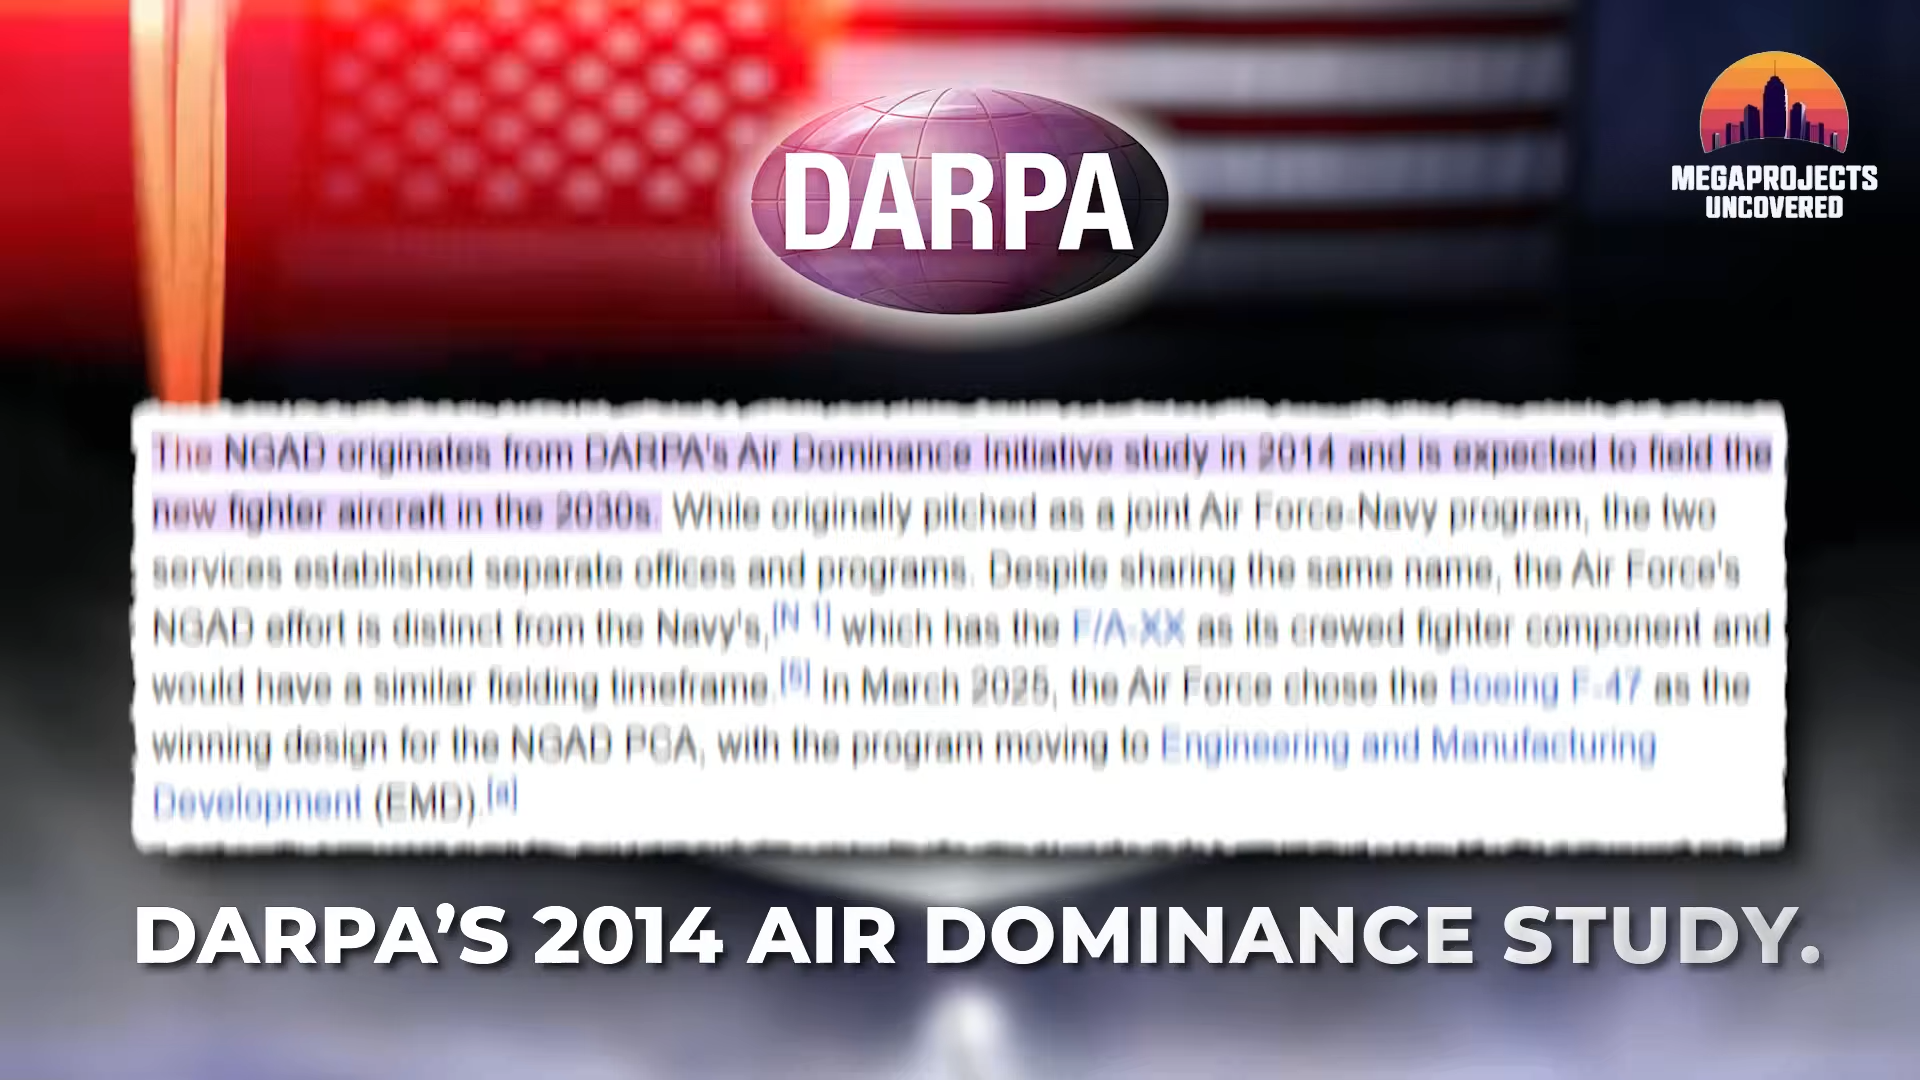 DARPA
MEGAPROJECTS
UNCOVERED
The NGAD originates from DARPA's Air Dominance Initiative study in 2014 and is expected to field the
new fighter aircraft in the 2030s. While originally pitched as a joint Air Force-Navy program, the two
services established separate offices and programs. Despite sharing the same name, the Air Force's
NGAD effort is distinct from the Navy's,[N 1] which has the F/A-XX as its crewed fighter component and
would have a similar fielding timeframe. In March 2025, the Air Force chose the Boeing F-47 as the
winning design for the NGAD PCA, with the program moving to Engineering and Manufacturing
Development (EMD).
DARPA’S 2014 AIR DOMINANCE STUDY.